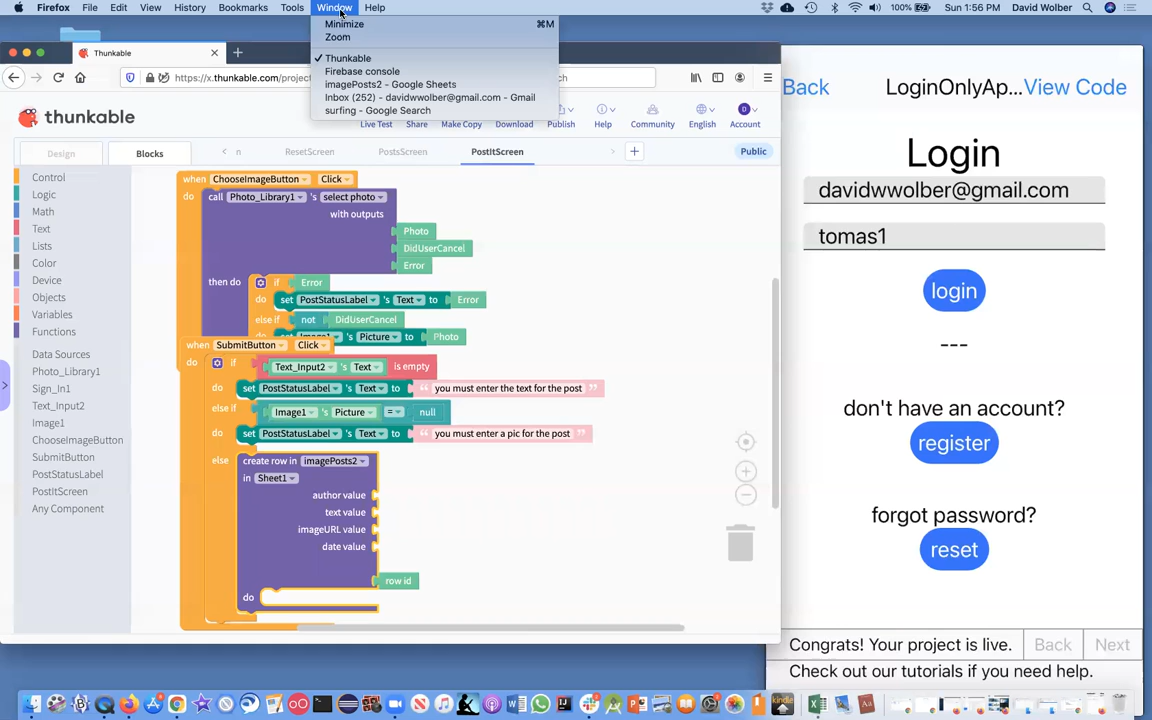 Firefox File Edit View History Bookmarks Tools Window Help 100% Sun 1:56 PM David Wolber
Minimize ⌘M
Zoom
✓ Thunkable
Firebase console
imagePosts2 - Google Sheets
Inbox (252) - davidwwolber@gmail.com - Gmail
surfing - Google Search
Thunkable
https://x.thunkable.com/project
ch
thunkable
Live Test Share Make Copy Download Publish Help Community English Account
D
Design Blocks n ResetScreen PostsScreen PostItScreen Public
Control
Logic
Math
Text
Lists
Color
Device
Objects
Variables
Functions
Data Sources
Photo_Library1
Sign_In1
Text_Input2
Image1
ChooseImageButton
SubmitButton
PostStatusLabel
PostItScreen
Any Component
when ChooseImageButton Click
do call Photo_Library1 's select photo
with outputs
Photo
DidUserCancel
Error
then do if Error
do set PostStatusLabel 's Text to Error
else if not DidUserCancel
do set Image1 's Picture to Photo
when SubmitButton Click
do if Text_Input2 's Text is empty
do set PostStatusLabel 's Text to “ you must enter the text for the post ”
else if Image1 's Picture = null
do set PostStatusLabel 's Text to “ you must enter a pic for the post ”
else create row in imagePosts2
in Sheet1
author value
text value
imageURL value
date value
row id
do
Back LoginOnlyAp... View Code
Login
davidwwolber@gmail.com
tomas1
login
---
don't have an account?
register
forgot password?
reset
Congrats! Your project is live. Back Next
Check out our tutorials if you need help.